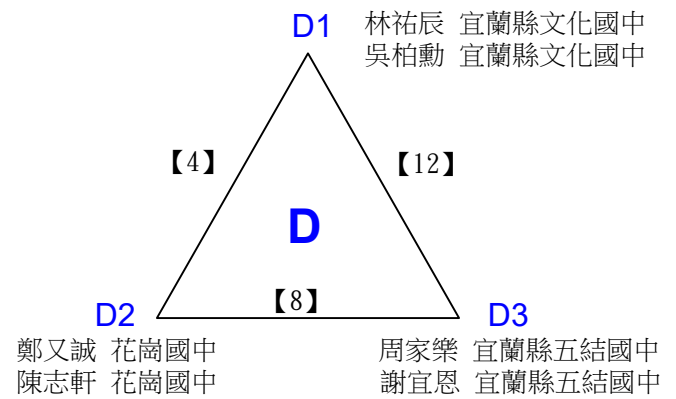 D1
林祐辰 宜蘭縣文化國中
吳柏勳 宜蘭縣文化國中
【4】
【12】
D
【8】
D2
D3
鄭又誠 花崗國中
陳志軒 花崗國中
周家樂 宜蘭縣五結國中
謝宜恩 宜蘭縣五結國中